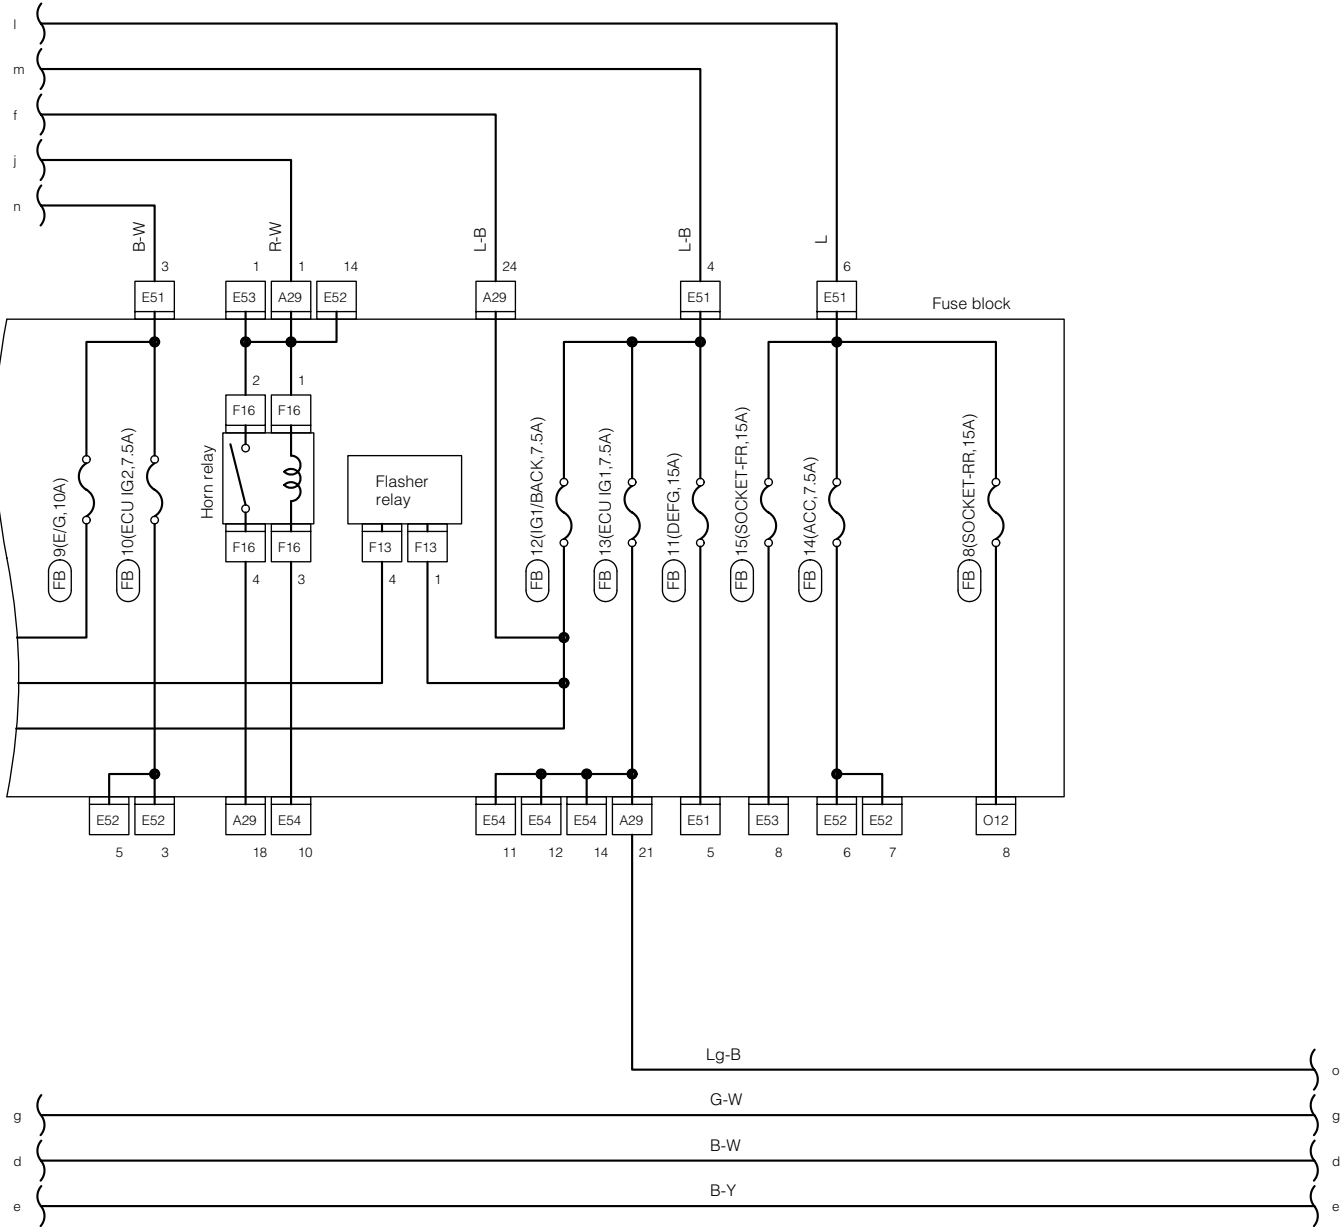 l
m
f
j
n
B-W
R-W
L-B
L-B
L
3
1
1
14
24
4
6
E51
E53
A29
E52
A29
E51
E51
Fuse block
2
1
F16
F16
Horn relay
Flasher
relay
F16
F16
F13
F13
4
3
4
1
FB 9(E/G,10A)
FB 10(ECU IG2,7.5A)
FB 12(IG1/BACK,7.5A)
FB 13(ECU IG1,7.5A)
FB 11(DEFG,15A)
FB 15(SOCKET-FR,15A)
FB 14(ACC,7.5A)
FB 8(SOCKET-RR,15A)
E52
E52
A29
E54
E54
E54
E54
A29
E51
E53
E52
E52
O12
5
3
18
10
11
12
14
21
5
8
6
7
8
Lg-B
o
g
G-W
g
d
B-W
d
e
B-Y
e